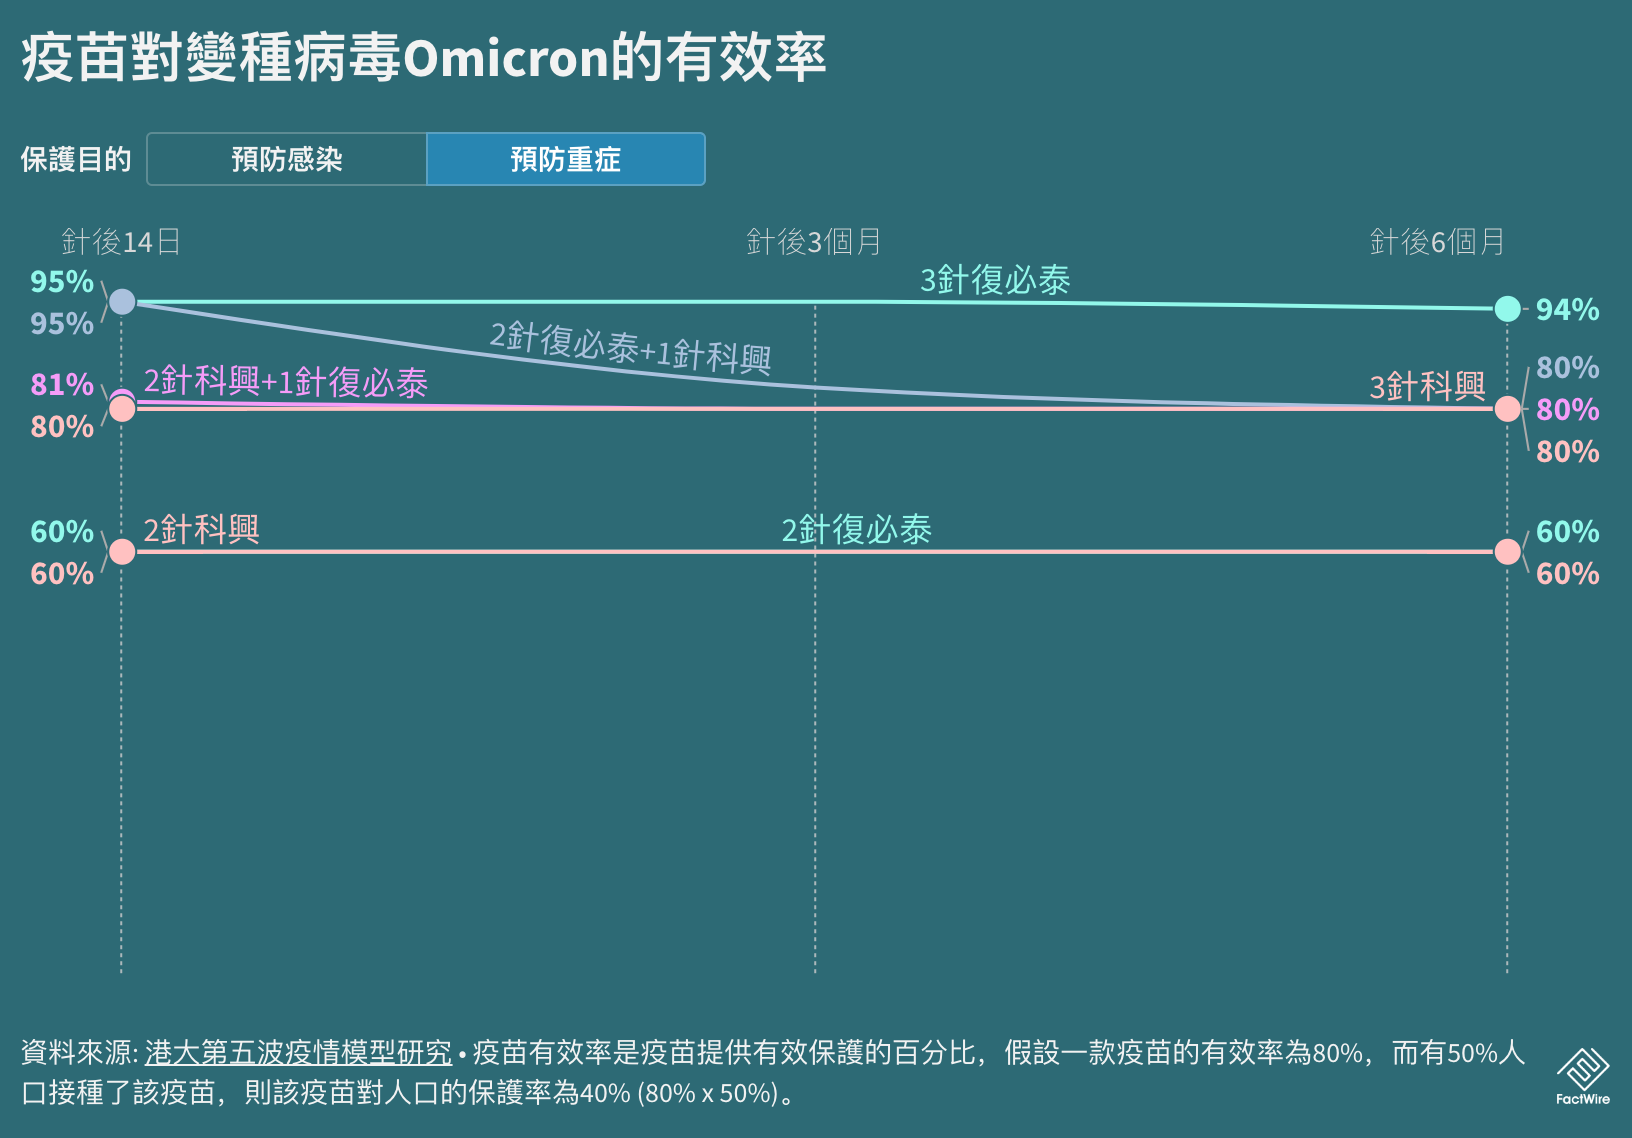 疫苗對變種病毒Omicron的有效率
保護目的 預防感染 預防重症
針後14日 針後3個月 針後6個月
95%
3針復必泰
94%
95%
2針復必泰+1針科興
80%
81%
2針科興+1針復必泰
3針科興
80%
80%
80%
60%
2針科興
2針復必泰
60%
60%
60%
資料來源: 港大第五波疫情模型研究 • 疫苗有效率是疫苗提供有效保護的百分比，假設一款疫苗的有效率為80%，而有50%人
口接種了該疫苗，則該疫苗對人口的保護率為40% (80% x 50%)。
FactWire